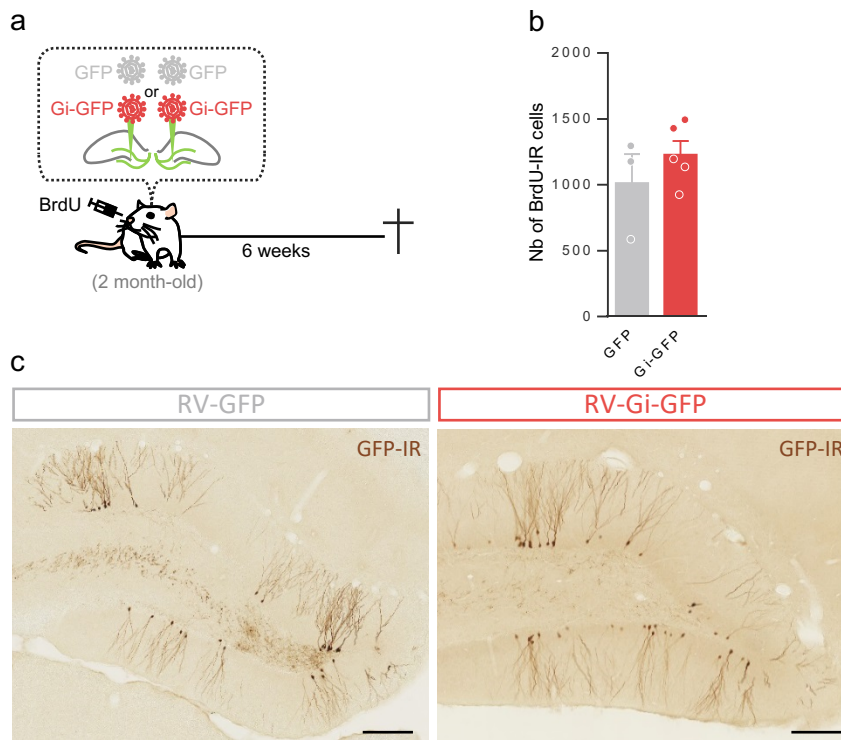 a
GFP GFP
or
Gi-GFP Gi-GFP
BrdU
6 weeks
(2 month-old)
b
Nb of BrdU-IR cells
2000
1500
1000
500
0
GFP
Gi-GFP
c
RV-GFP
RV-Gi-GFP
GFP-IR
GFP-IR